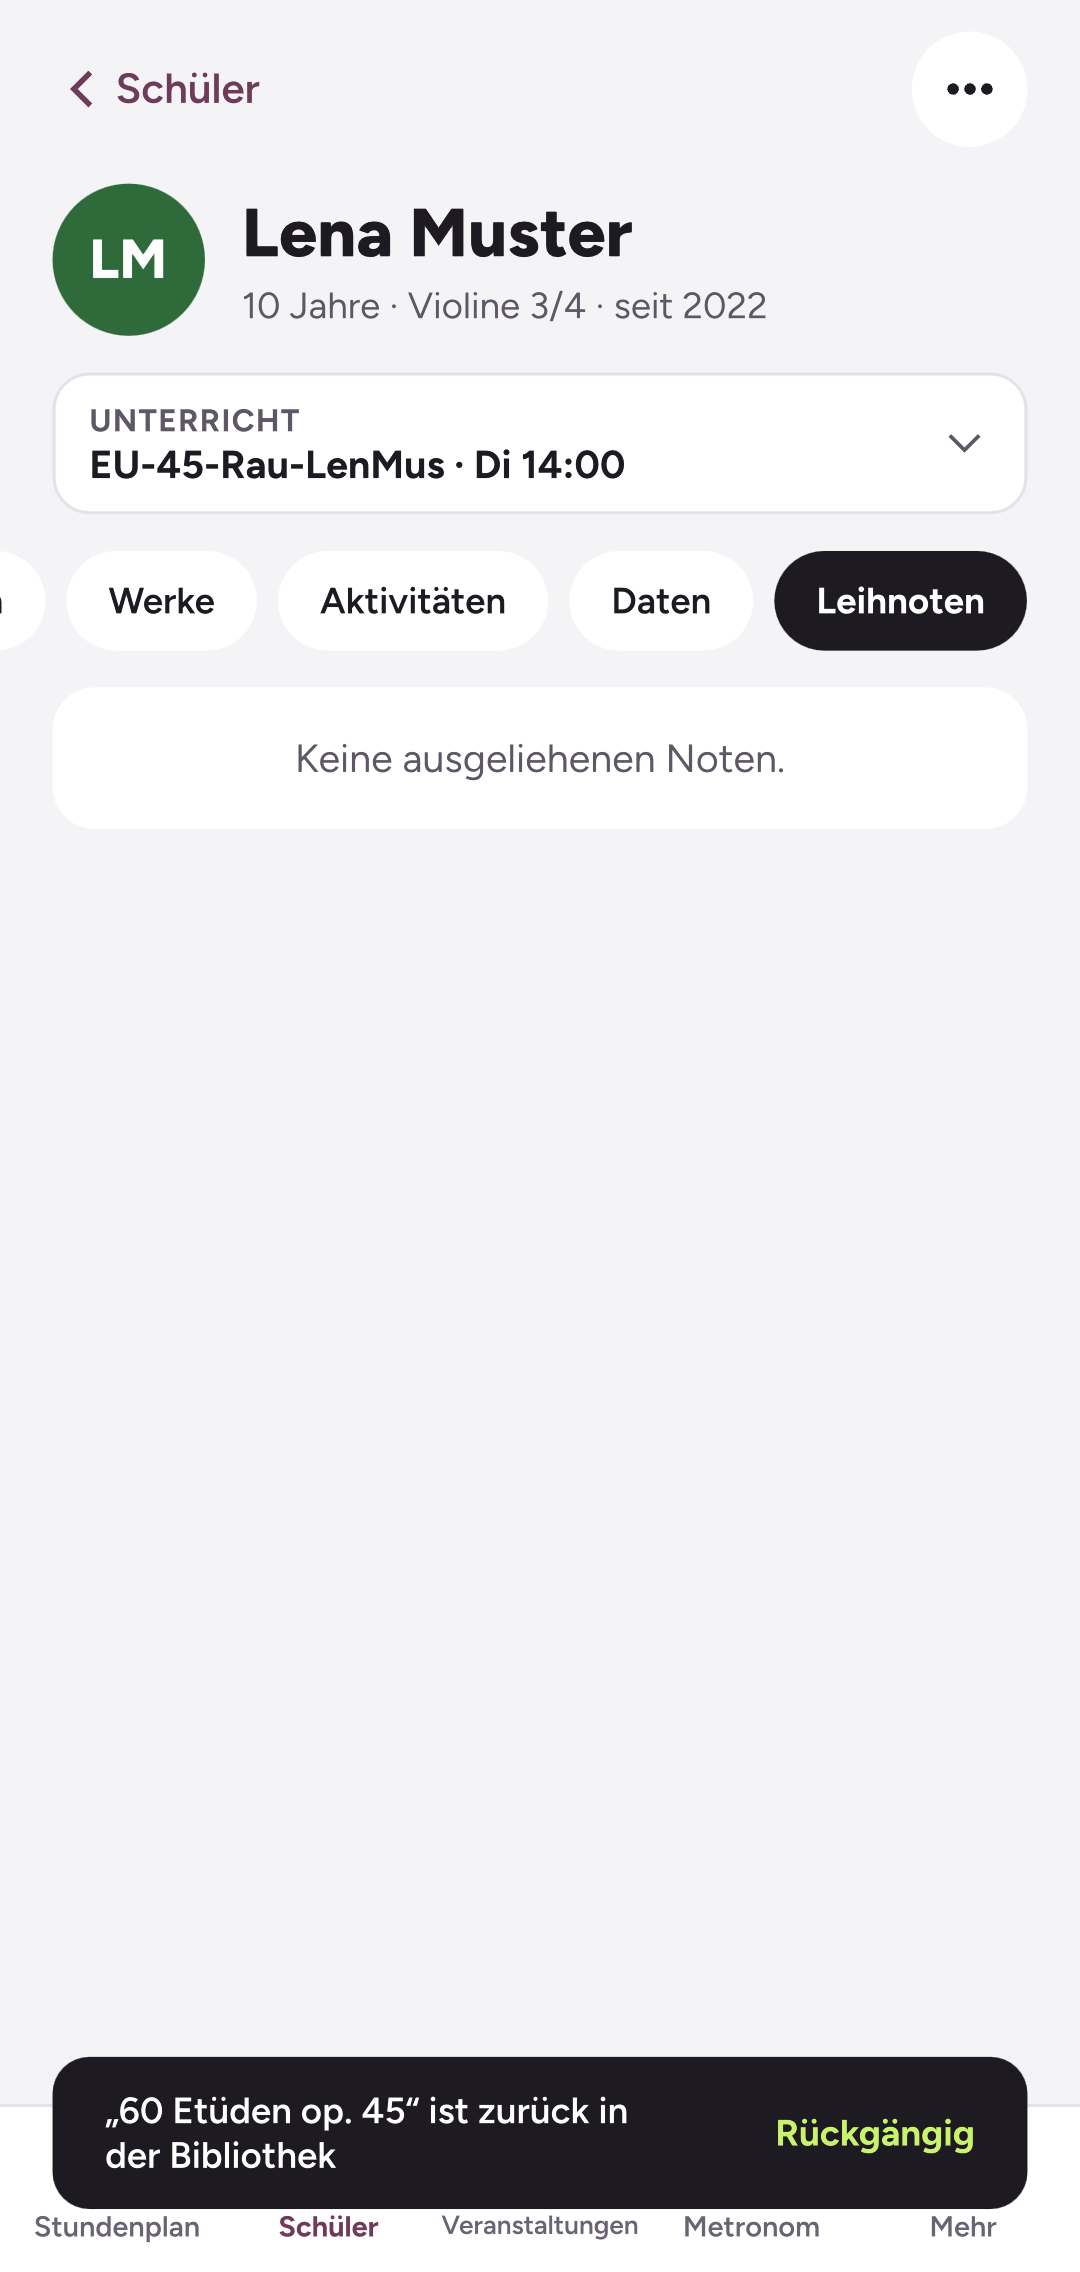 Schüler
LM
Lena Muster
10 Jahre · Violine 3/4 · seit 2022
UNTERRICHT
EU-45-Rau-LenMus · Di 14:00
Werke
Aktivitäten
Daten
Leihnoten
Keine ausgeliehenen Noten.
„60 Etüden op. 45“ ist zurück in
der Bibliothek
Rückgängig
Stundenplan
Schüler
Veranstaltungen
Metronom
Mehr